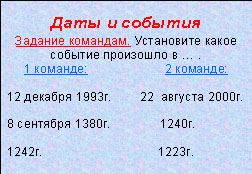 Даты и события
Задание командам. Установите какое
событие произошло в ... .
1 команде: 2 команде:
12 декабря 1993г. 22 августа 2000г.
8 сентября 1380г. 1240г.
1242г. 1223г.